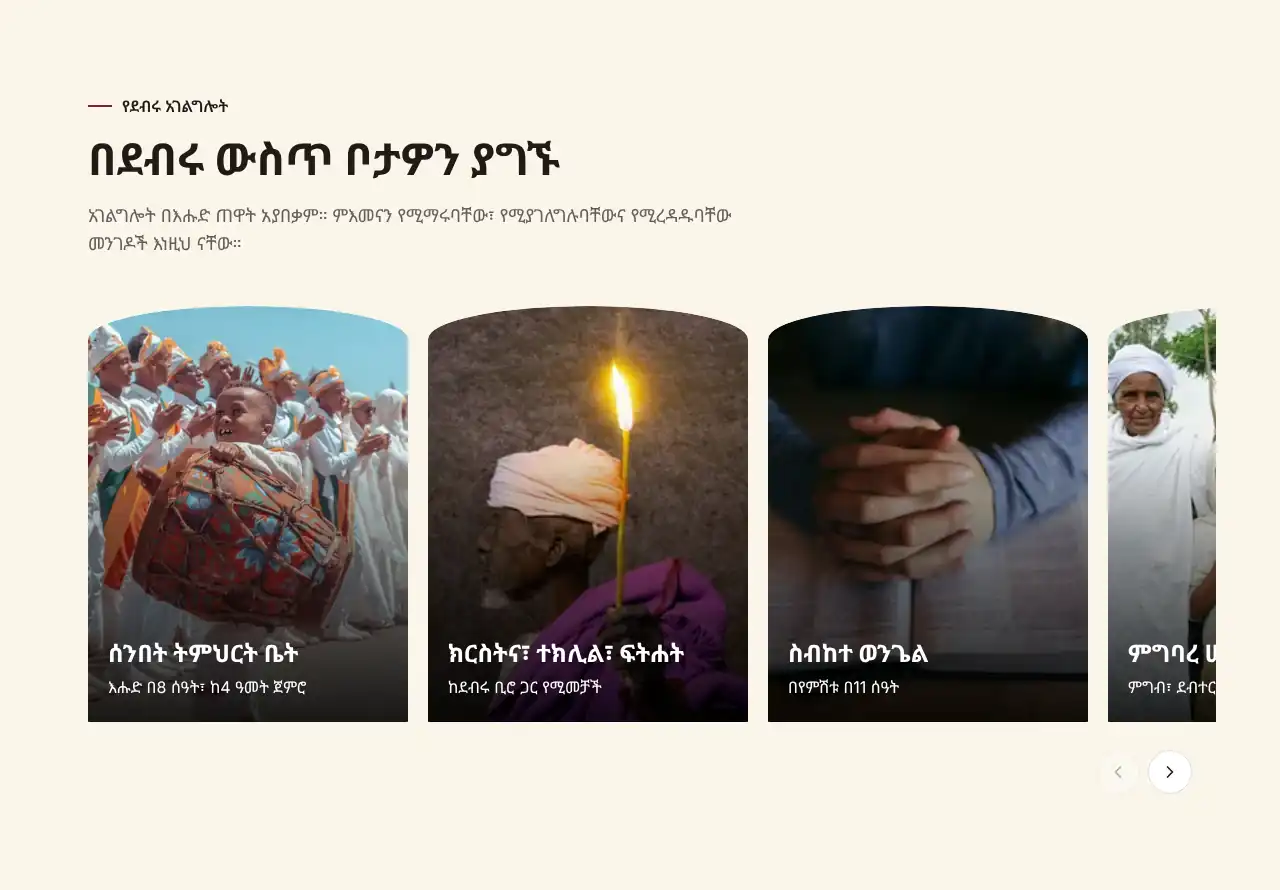 የደብሩ አገልግሎት
በደብሩ ውስጥ ቦታዎን ያግኙ
አገልግሎት በእሑድ ጠዋት አያበቃም። ምእመናን የሚማሩባቸው፣ የሚያገለግሉባቸውና የሚረዳዱባቸው
መንገዶች እነዚህ ናቸው።
ሰንበት ትምህርት ቤት
እሑድ በ8 ሰዓት፣ ከ4 ዓመት ጀምሮ
ክርስትና፣ ተክሊል፣ ፍትሐት
ከደብሩ ቢሮ ጋር የሚመቻች
ስብከተ ወንጌል
በየምሽቱ በ11 ሰዓት
ምግባረ
ምግብ፣